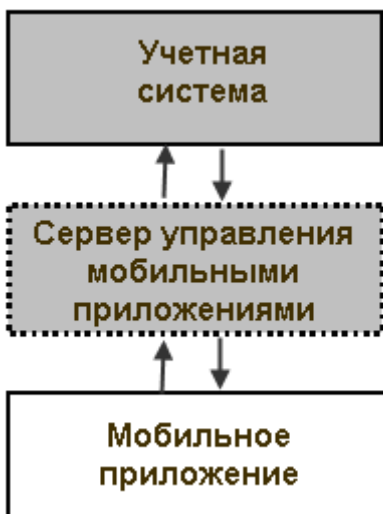 Учетная
система
Сервер управления
мобильными
приложениями
Мобильное
приложение